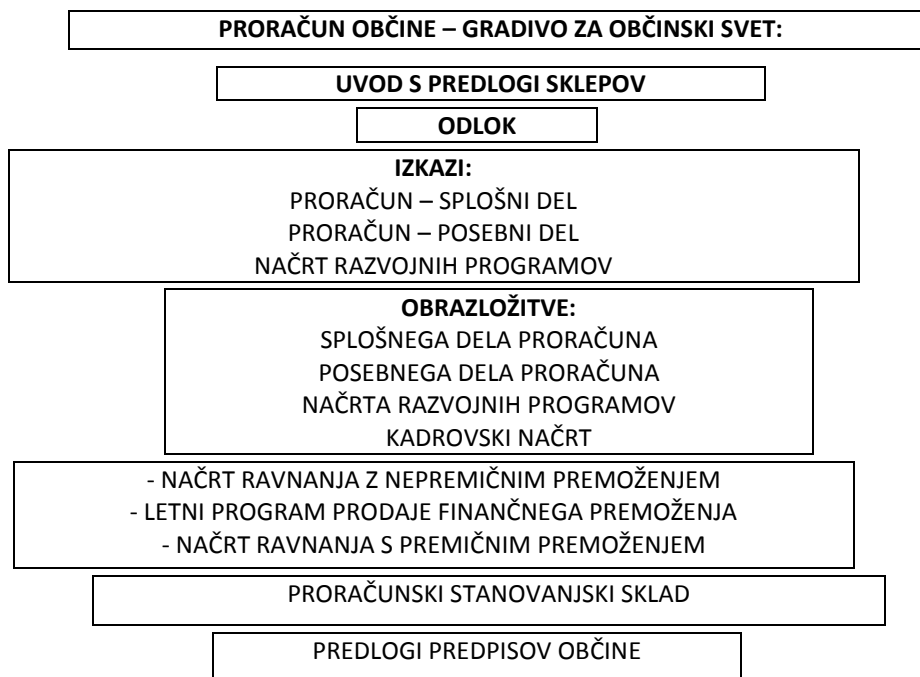 PRORAČUN OBČINE – GRADIVO ZA OBČINSKI SVET:
UVOD S PREDLOGI SKLEPOV
ODLOK
IZKAZI:
PRORAČUN – SPLOŠNI DEL
PRORAČUN – POSEBNI DEL
NAČRT RAZVOJNIH PROGRAMOV
OBRAZLOŽITVE:
SPLOŠNEGA DELA PRORAČUNA
POSEBNEGA DELA PRORAČUNA
NAČRTA RAZVOJNIH PROGRAMOV
KADROVSKI NAČRT
- NAČRT RAVNANJA Z NEPREMIČNIM PREMOŽENJEM
- LETNI PROGRAM PRODAJE FINANČNEGA PREMOŽENJA
- NAČRT RAVNANJA S PREMIČNIM PREMOŽENJEM
PRORAČUNSKI STANOVANJSKI SKLAD
PREDLOGI PREDPISOV OBČINE